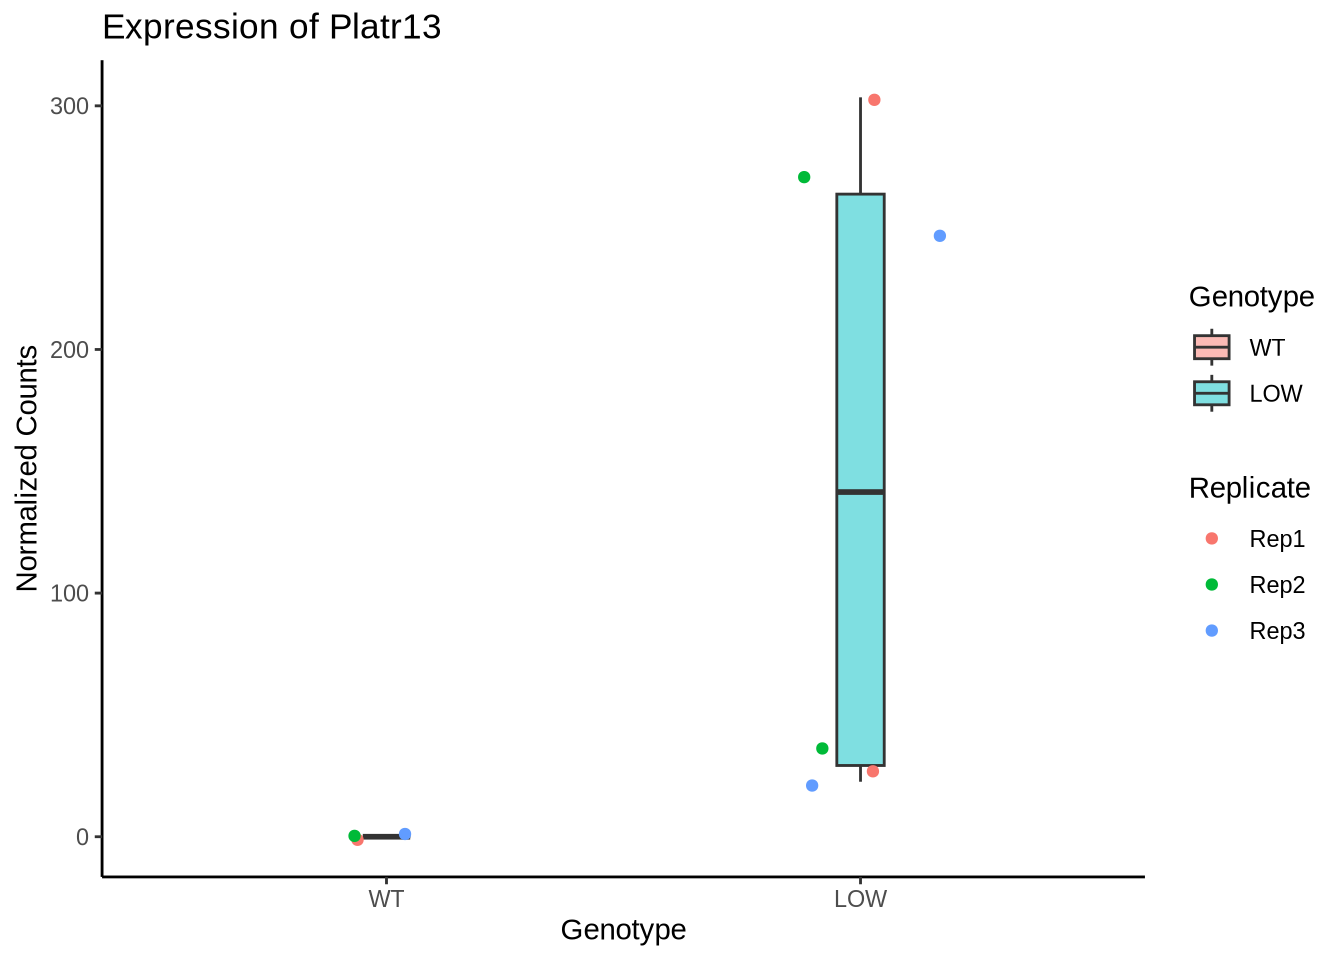 Expression of Platr13
Normalized Counts
300
200
100
0
WT
LOW
Genotype
Genotype
WT
LOW
Replicate
Rep1
Rep2
Rep3